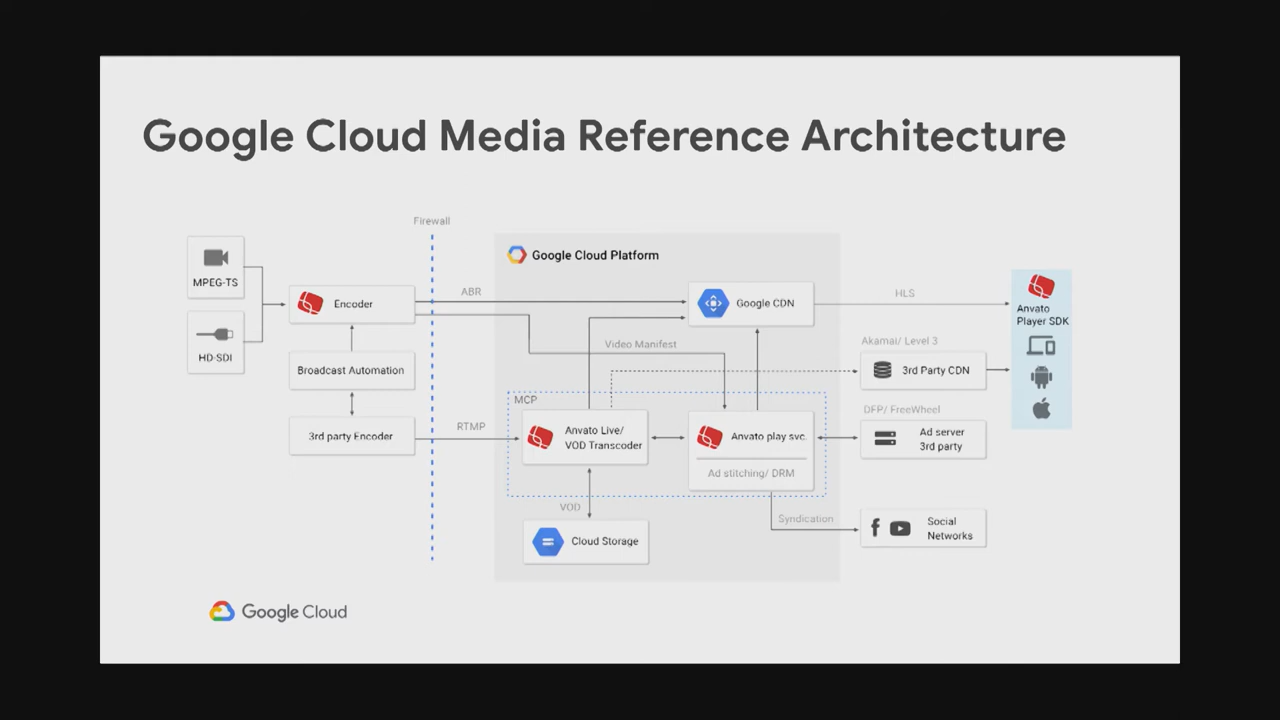 Google Cloud Media Reference Architecture
Firewall
MPEG-TS
HD-SDI
Encoder
Broadcast Automation
3rd party Encoder
ABR
RTMP
Google Cloud Platform
Google CDN
Video Manifest
MCP
Anvato Live/
VOD Transcoder
Anvato play svc.
Ad stitching/ DRM
VOD
Cloud Storage
Syndication
HLS
Akamai/ Level 3
3rd Party CDN
DFP/ FreeWheel
Ad server
3rd party
Social
Networks
Anvato
Player SDK
Google Cloud